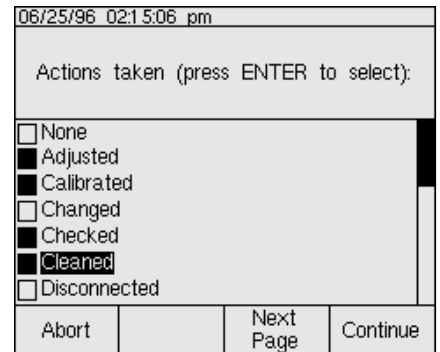 06/25/96 02:15:06 pm
Actions taken (press ENTER to select):
None
Adjusted
Calibrated
Changed
Checked
Cleaned
Disconnected
Abort
Next
Page
Continue